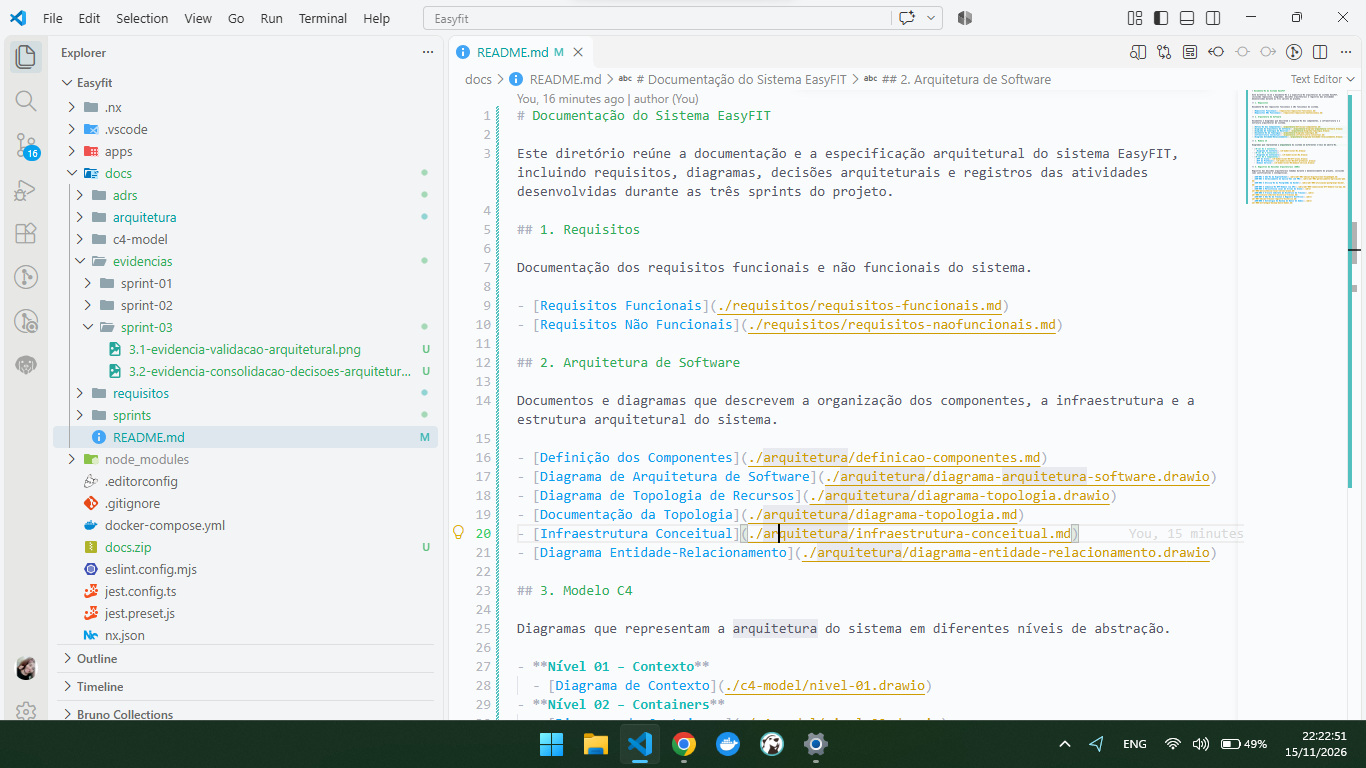 File Edit Selection View Go Run Terminal Help
Easyfit
Explorer
Easyfit
.nx
.vscode
apps
docs
adrs
arquitetura
c4-model
evidencias
sprint-01
sprint-02
sprint-03
3.1-evidencia-validacao-arquitetural.png U
3.2-evidencia-consolidacao-decisoes-arquitetur... U
requisitos
sprints
README.md M
node_modules
.editorconfig
.gitignore
docker-compose.yml
docs.zip U
eslint.config.mjs
jest.config.ts
jest.preset.js
nx.json
Outline
Timeline
Bruno Collections
16
README.md M
docs > README.md > # Documentação do Sistema EasyFIT > ## 2. Arquitetura de Software
Text Editor
You, 16 minutes ago | author (You)
1 # Documentação do Sistema EasyFIT
2
3 Este diretório reúne a documentação e a especificação arquitetural do sistema EasyFIT,
incluindo requisitos, diagramas, decisões arquiteturais e registros das atividades
desenvolvidas durante as três sprints do projeto.
4
5 ## 1. Requisitos
6
7 Documentação dos requisitos funcionais e não funcionais do sistema.
8
9 - [Requisitos Funcionais](./requisitos/requisitos-funcionais.md)
10 - [Requisitos Não Funcionais](./requisitos/requisitos-naofuncionais.md)
11
12 ## 2. Arquitetura de Software
13
14 Documentos e diagramas que descrevem a organização dos componentes, a infraestrutura e a
estrutura arquitetural do sistema.
15
16 - [Definição dos Componentes](./arquitetura/definicao-componentes.md)
17 - [Diagrama de Arquitetura de Software](./arquitetura/diagrama-arquitetura-software.drawio)
18 - [Diagrama de Topologia de Recursos](./arquitetura/diagrama-topologia.drawio)
19 - [Documentação da Topologia](./arquitetura/diagrama-topologia.md)
20 - [Infraestrutura Conceitual](./arquitetura/infraestrutura-conceitual.md) You, 15 minutes
21 - [Diagrama Entidade-Relacionamento](./arquitetura/diagrama-entidade-relacionamento.drawio)
22
23 ## 3. Modelo C4
24
25 Diagramas que representam a arquitetura do sistema em diferentes níveis de abstração.
26
27 - **Nível 01 – Contexto**
28 - [Diagrama de Contexto](./c4-model/nivel-01.drawio)
29 - **Nível 02 – Containers**
ENG
49%
22:22:51
15/11/2026